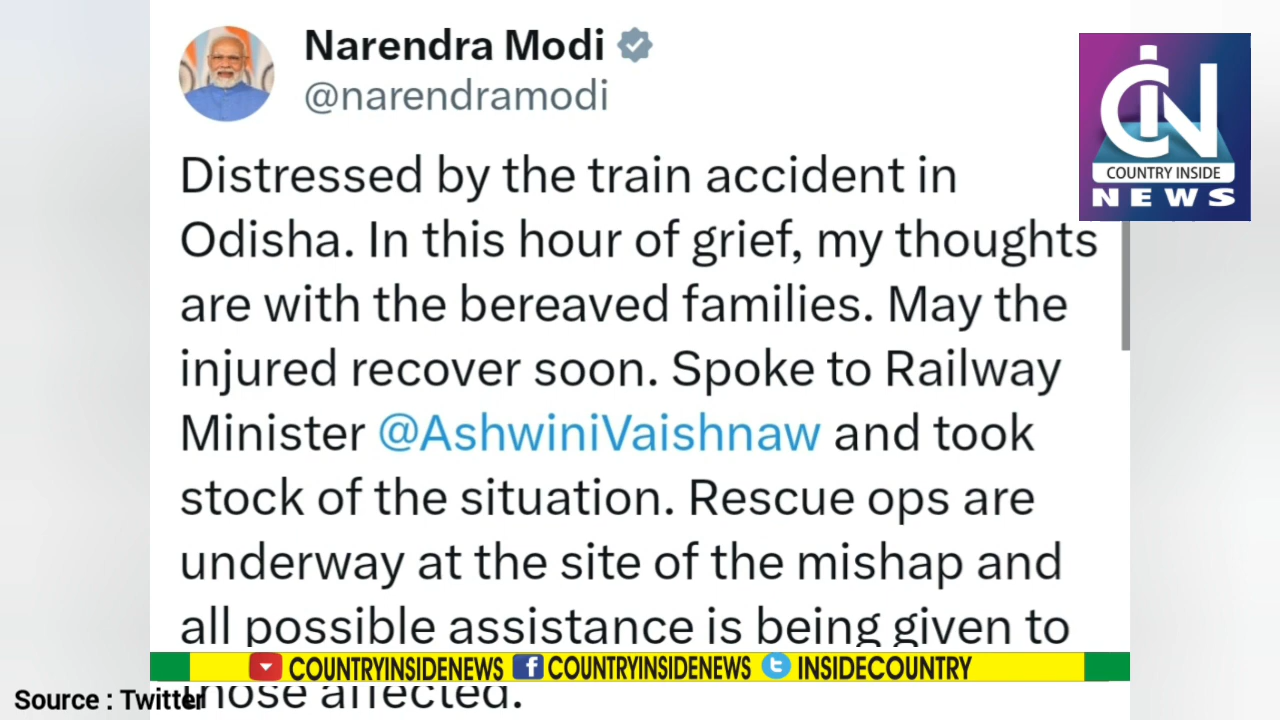 Narendra Modi
@narendramodi
Distressed by the train accident in
Odisha. In this hour of grief, my thoughts
are with the bereaved families. May the
injured recover soon. Spoke to Railway
Minister @AshwiniVaishnaw and took
stock of the situation. Rescue ops are
underway at the site of the mishap and
all possible assistance is being given to
those affected.
CIN
COUNTRY INSIDE
NEWS
COUNTRYINSIDENEWS COUNTRYINSIDENEWS INSIDECOUNTRY
Source : Twitter